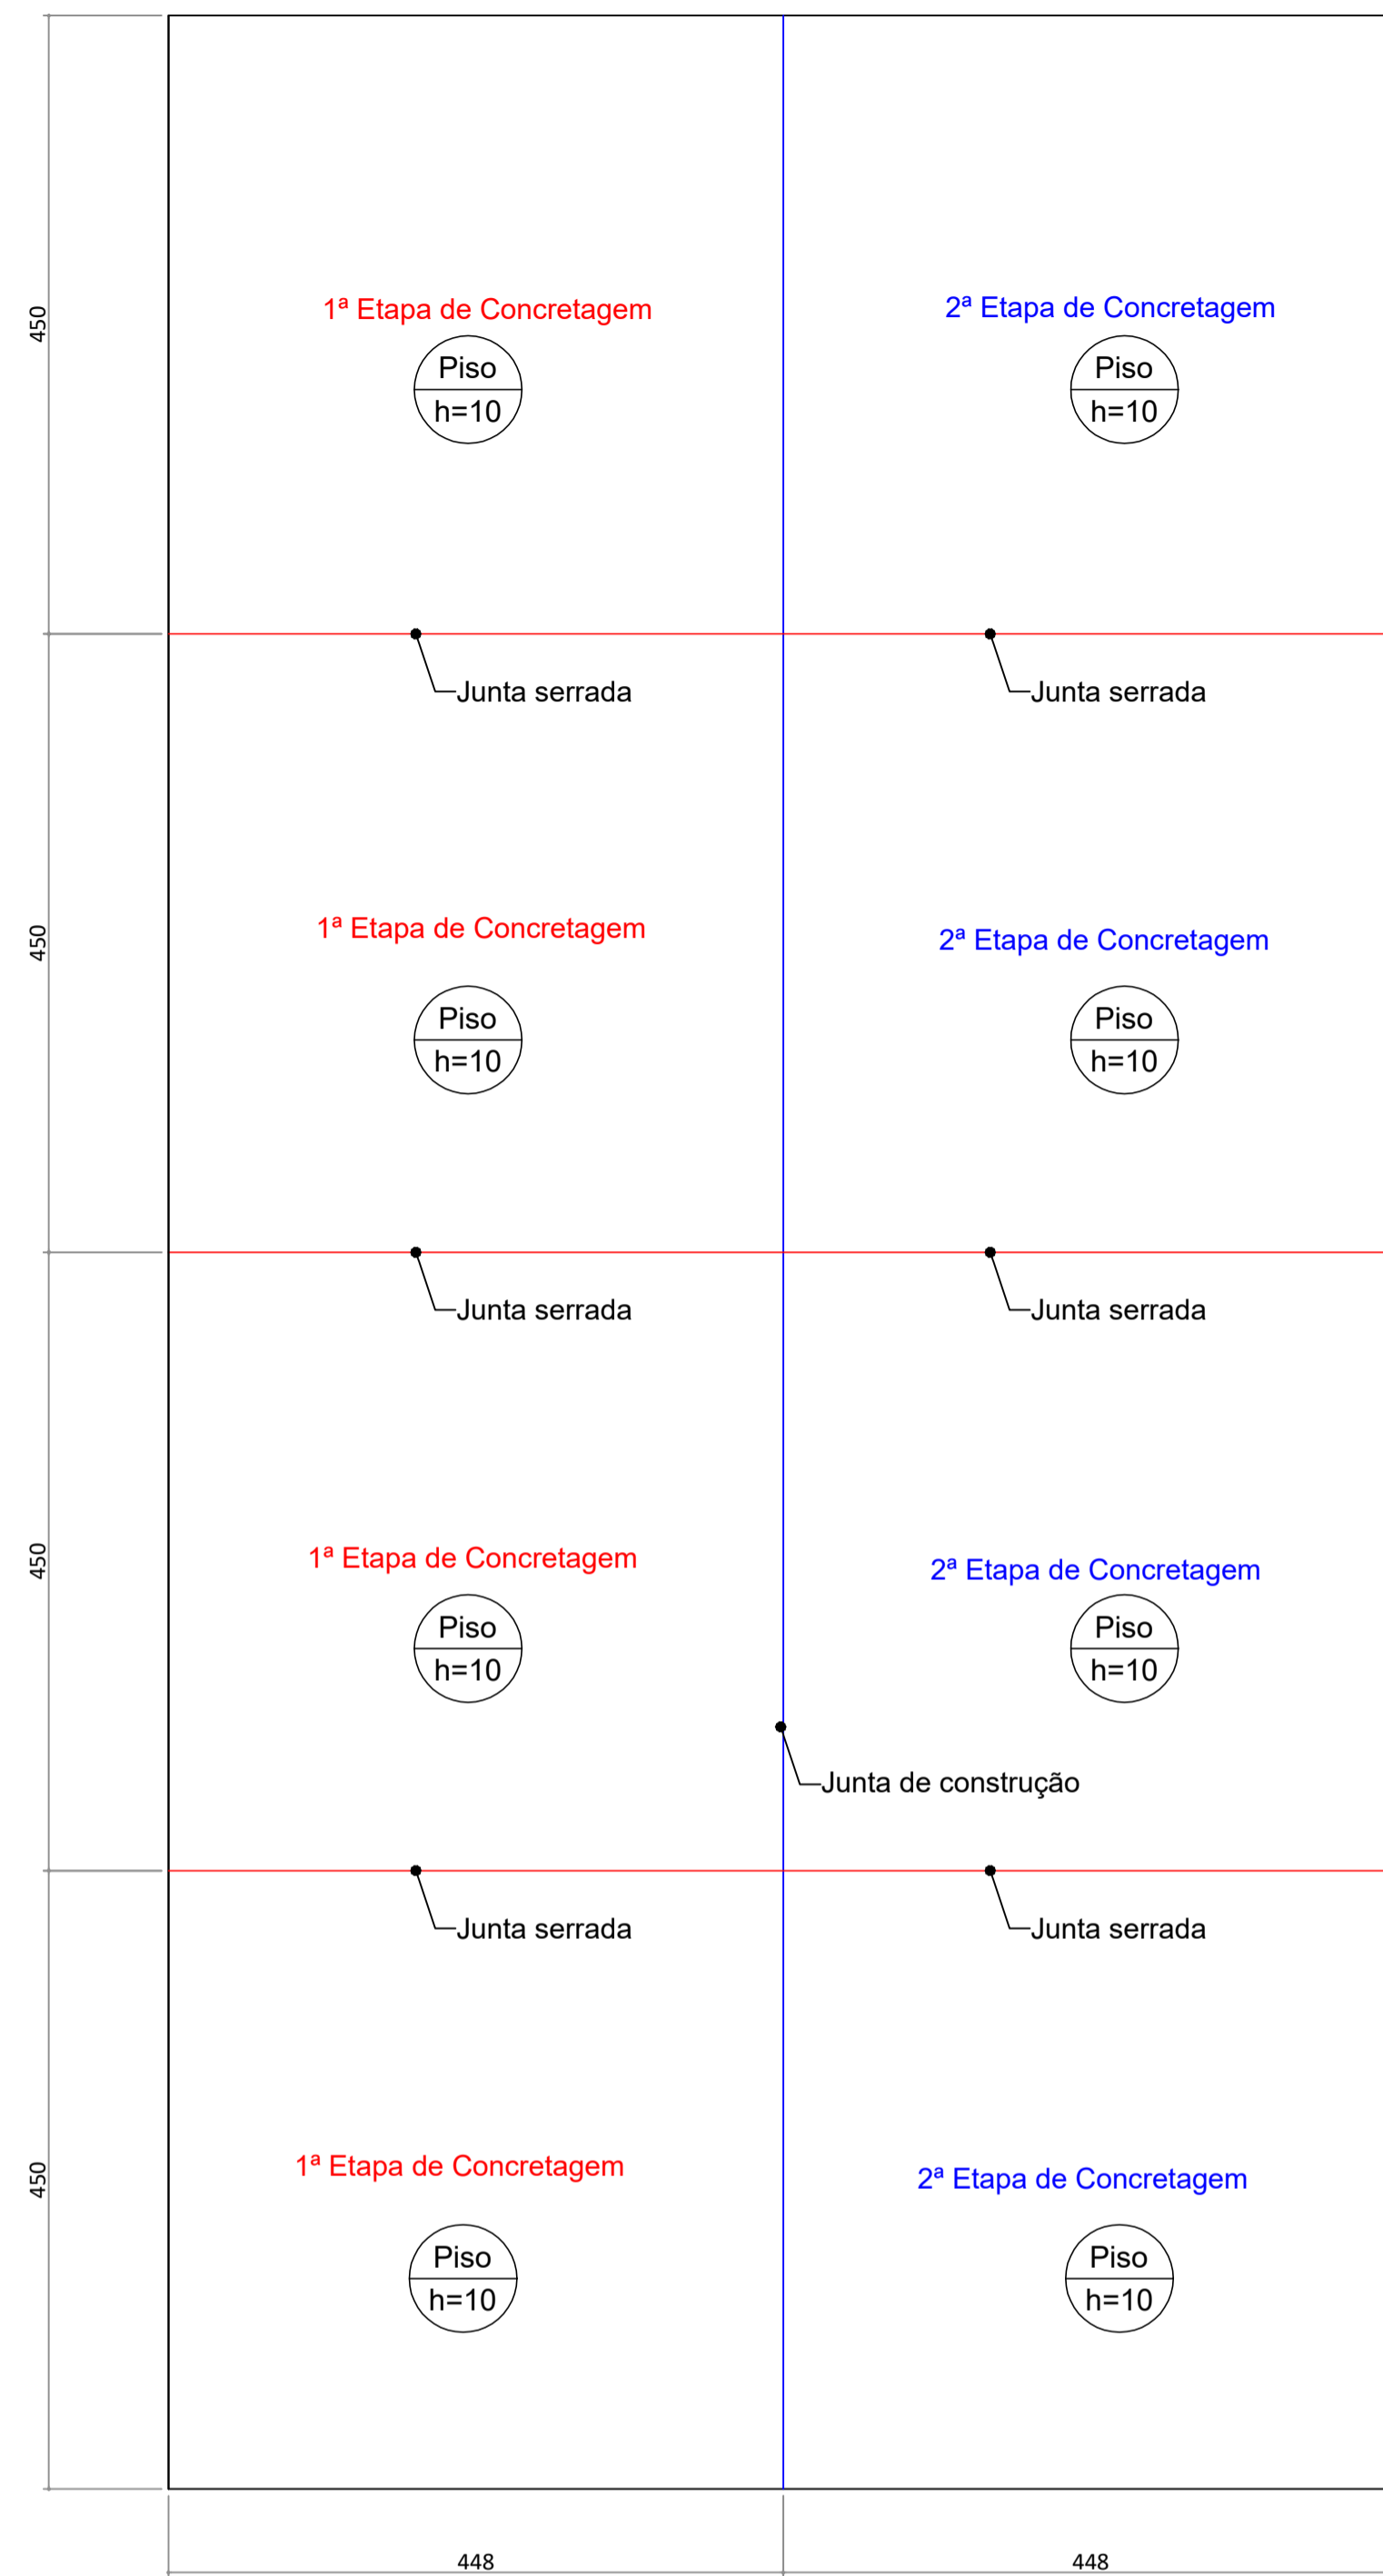 1ª Etapa de Concretagem
2ª Etapa de Concretagem
450
Piso
h=10
Piso
h=10
Junta serrada
Junta serrada
1ª Etapa de Concretagem
2ª Etapa de Concretagem
450
Piso
h=10
Piso
h=10
Junta serrada
Junta serrada
1ª Etapa de Concretagem
2ª Etapa de Concretagem
450
Piso
h=10
Piso
h=10
Junta de construção
Junta serrada
Junta serrada
1ª Etapa de Concretagem
2ª Etapa de Concretagem
450
Piso
h=10
Piso
h=10
448
448